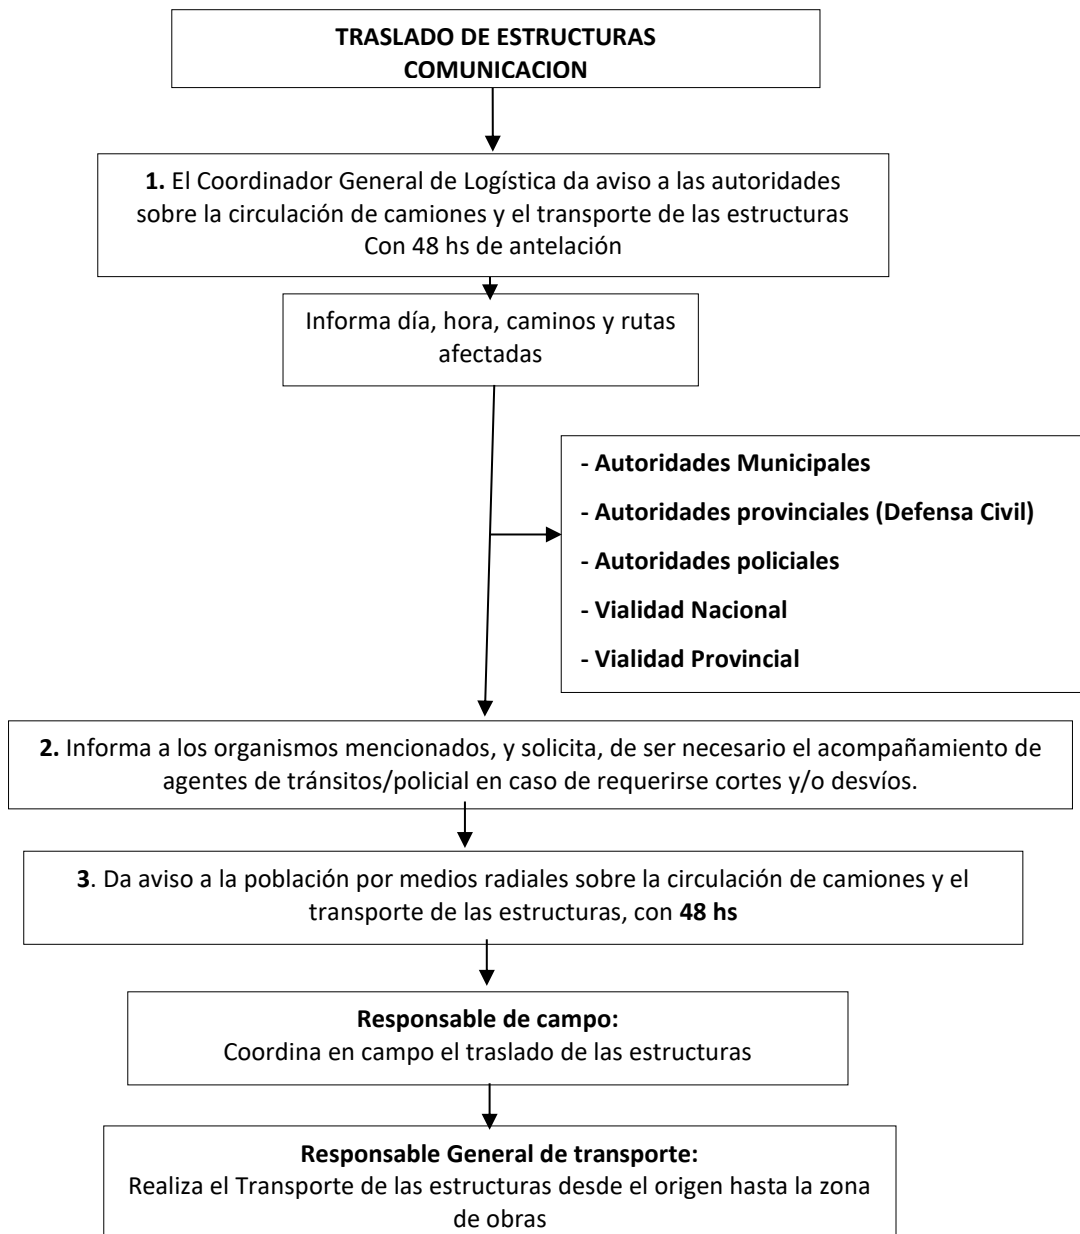 TRASLADO DE ESTRUCTURAS
COMUNICACION
1. El Coordinador General de Logística da aviso a las autoridades
sobre la circulación de camiones y el transporte de las estructuras
Con 48 hs de antelación
Informa día, hora, caminos y rutas
afectadas
- Autoridades Municipales
- Autoridades provinciales (Defensa Civil)
- Autoridades policiales
- Vialidad Nacional
- Vialidad Provincial
2. Informa a los organismos mencionados, y solicita, de ser necesario el acompañamiento de
agentes de tránsitos/policial en caso de requerirse cortes y/o desvíos.
3. Da aviso a la población por medios radiales sobre la circulación de camiones y el
transporte de las estructuras, con 48 hs
Responsable de campo:
Coordina en campo el traslado de las estructuras
Responsable General de transporte:
Realiza el Transporte de las estructuras desde el origen hasta la zona
de obras